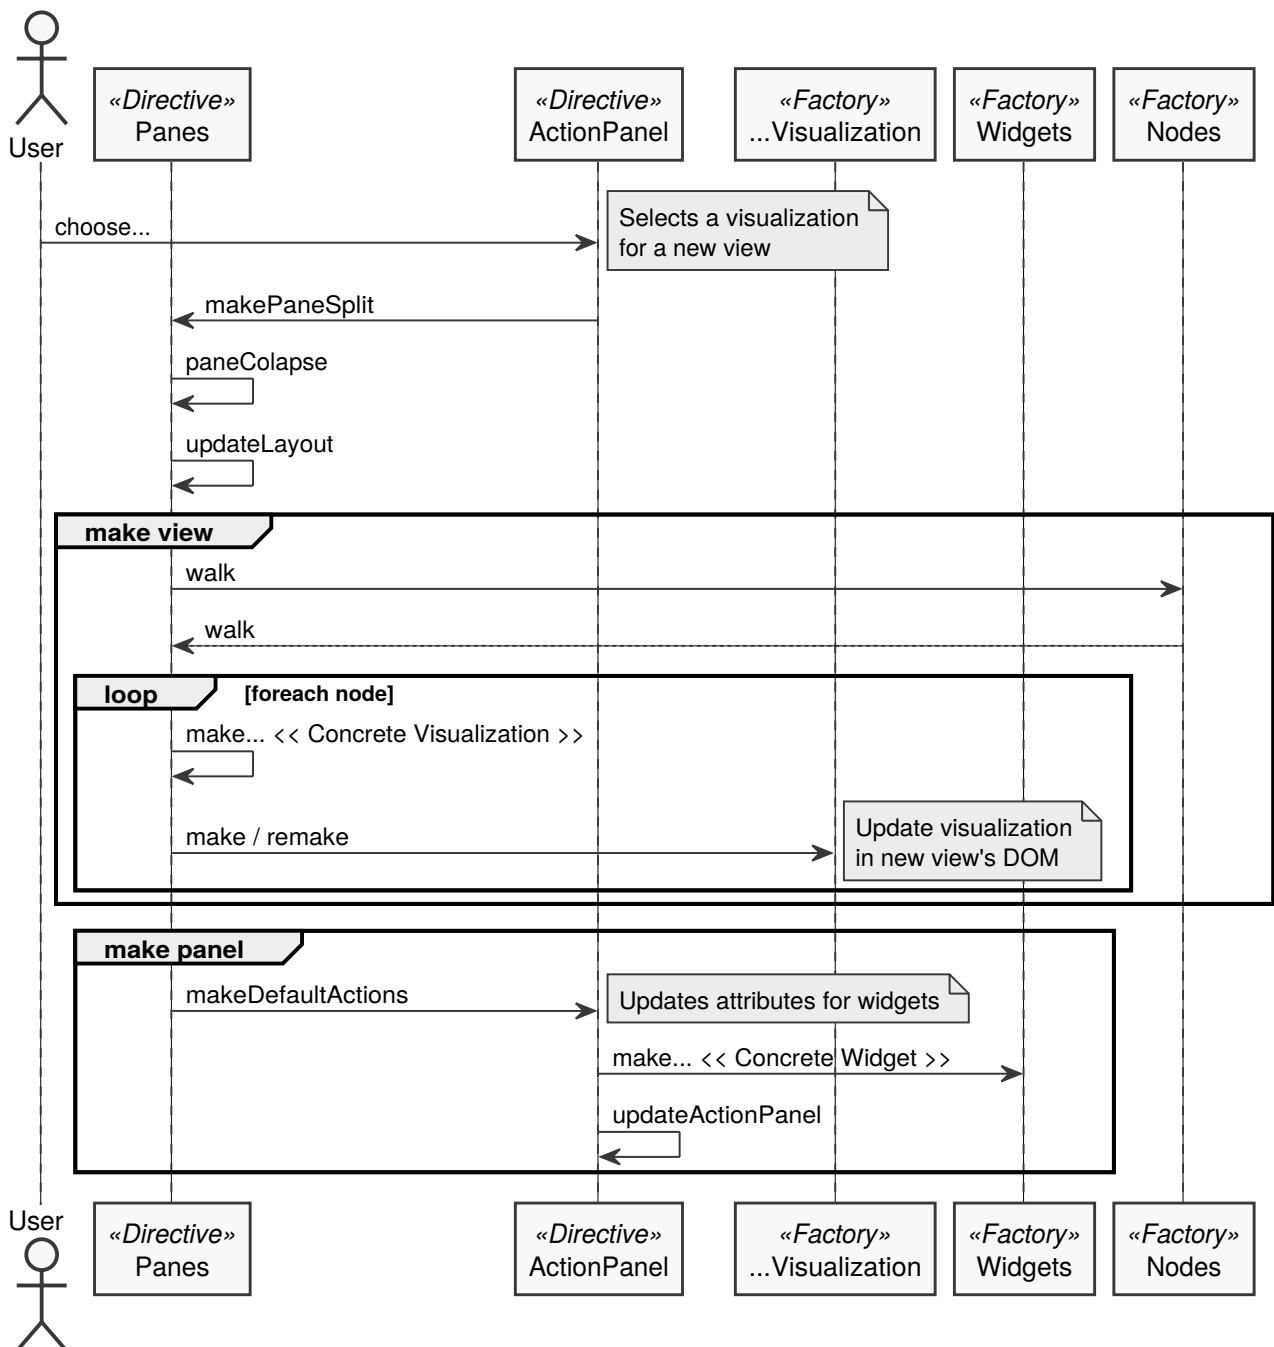 User
«Directive»
Panes
«Directive»
ActionPanel
«Factory»
...Visualization
«Factory»
Widgets
«Factory»
Nodes
choose...
Selects a visualization
for a new view
makePaneSplit
paneColapse
updateLayout
make view
walk
walk
loop
[foreach node]
make... << Concrete Visualization >>
make / remake
Update visualization
in new view's DOM
make panel
makeDefaultActions
Updates attributes for widgets
make... << Concrete Widget >>
updateActionPanel
User
«Directive»
Panes
«Directive»
ActionPanel
«Factory»
...Visualization
«Factory»
Widgets
«Factory»
Nodes